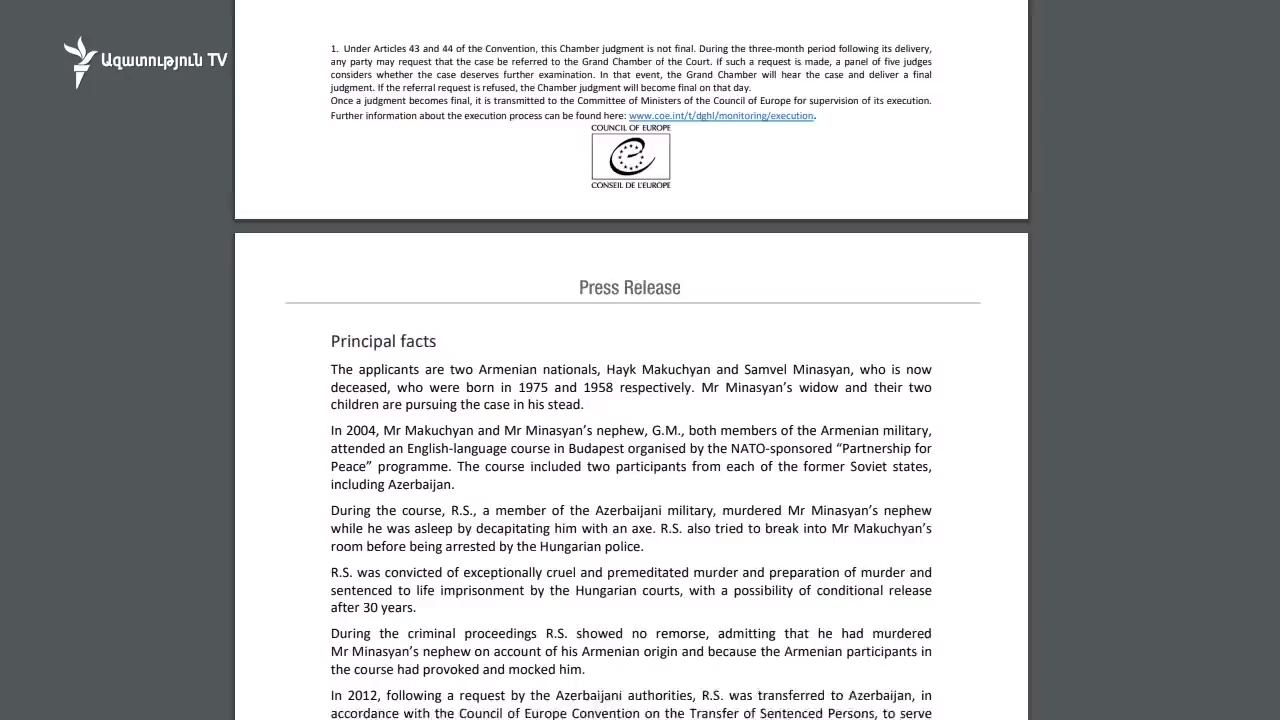 Ազատություն TV
1. Under Articles 43 and 44 of the Convention, this Chamber judgment is not final. During the three-month period following its delivery,
any party may request that the case be referred to the Grand Chamber of the Court. If such a request is made, a panel of five judges
considers whether the case deserves further examination. In that event, the Grand Chamber will hear the case and deliver a final
judgment. If the referral request is refused, the Chamber judgment will become final on that day.
Once a judgment becomes final, it is transmitted to the Committee of Ministers of the Council of Europe for supervision of its execution.
Further information about the execution process can be found here: www.coe.int/t/dghl/monitoring/execution.
COUNCIL OF EUROPE
CONSEIL DE L'EUROPE
Press Release
Principal facts
The applicants are two Armenian nationals, Hayk Makuchyan and Samvel Minasyan, who is now
deceased, who were born in 1975 and 1958 respectively. Mr Minasyan’s widow and their two
children are pursuing the case in his stead.
In 2004, Mr Makuchyan and Mr Minasyan’s nephew, G.M., both members of the Armenian military,
attended an English-language course in Budapest organised by the NATO-sponsored “Partnership for
Peace” programme. The course included two participants from each of the former Soviet states,
including Azerbaijan.
During the course, R.S., a member of the Azerbaijani military, murdered Mr Minasyan’s nephew
while he was asleep by decapitating him with an axe. R.S. also tried to break into Mr Makuchyan’s
room before being arrested by the Hungarian police.
R.S. was convicted of exceptionally cruel and premeditated murder and preparation of murder and
sentenced to life imprisonment by the Hungarian courts, with a possibility of conditional release
after 30 years.
During the criminal proceedings R.S. showed no remorse, admitting that he had murdered
Mr Minasyan’s nephew on account of his Armenian origin and because the Armenian participants in
the course had provoked and mocked him.
In 2012, following a request by the Azerbaijani authorities, R.S. was transferred to Azerbaijan, in
accordance with the Council of Europe Convention on the Transfer of Sentenced Persons, to serve